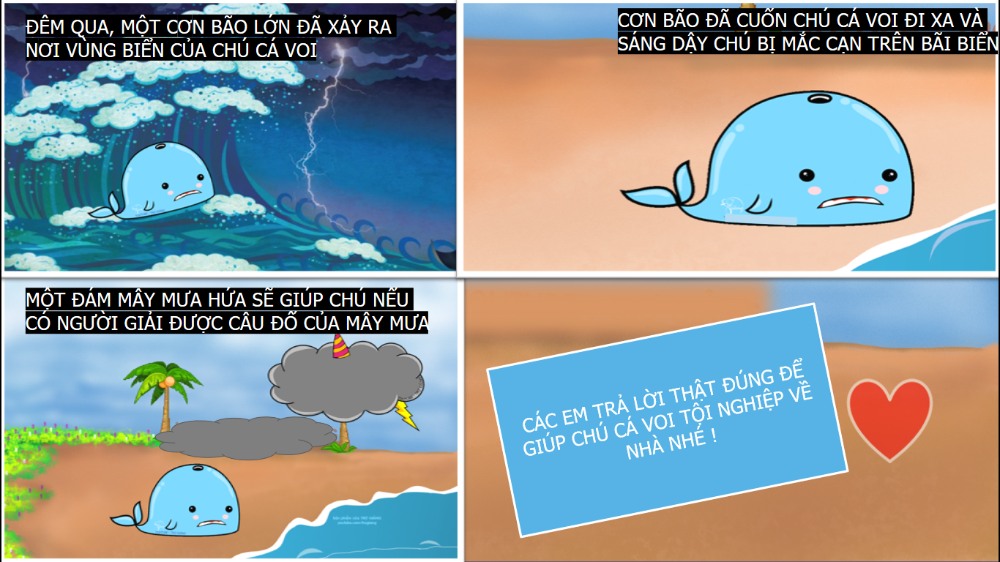 ĐÊM QUA, MỘT CƠN BÃO LỚN ĐÃ XẢY RA
NƠI VÙNG BIỂN CỦA CHÚ CÁ VOI
CƠN BÃO ĐÃ CUỐN CHÚ CÁ VOI ĐI XA VÀ
SÁNG DẬY CHÚ BỊ MẮC CẠN TRÊN BÃI BIỂN
MỘT ĐÁM MÂY MƯA HỨA SẼ GIÚP CHÚ NẾU
CÓ NGƯỜI GIẢI ĐƯỢC CÂU ĐỐ CỦA MÂY MƯA
CÁC EM TRẢ LỜI THẬT ĐÚNG ĐỂ
GIÚP CHÚ CÁ VOI TỘI NGHIỆP VỀ
NHÀ NHÉ !